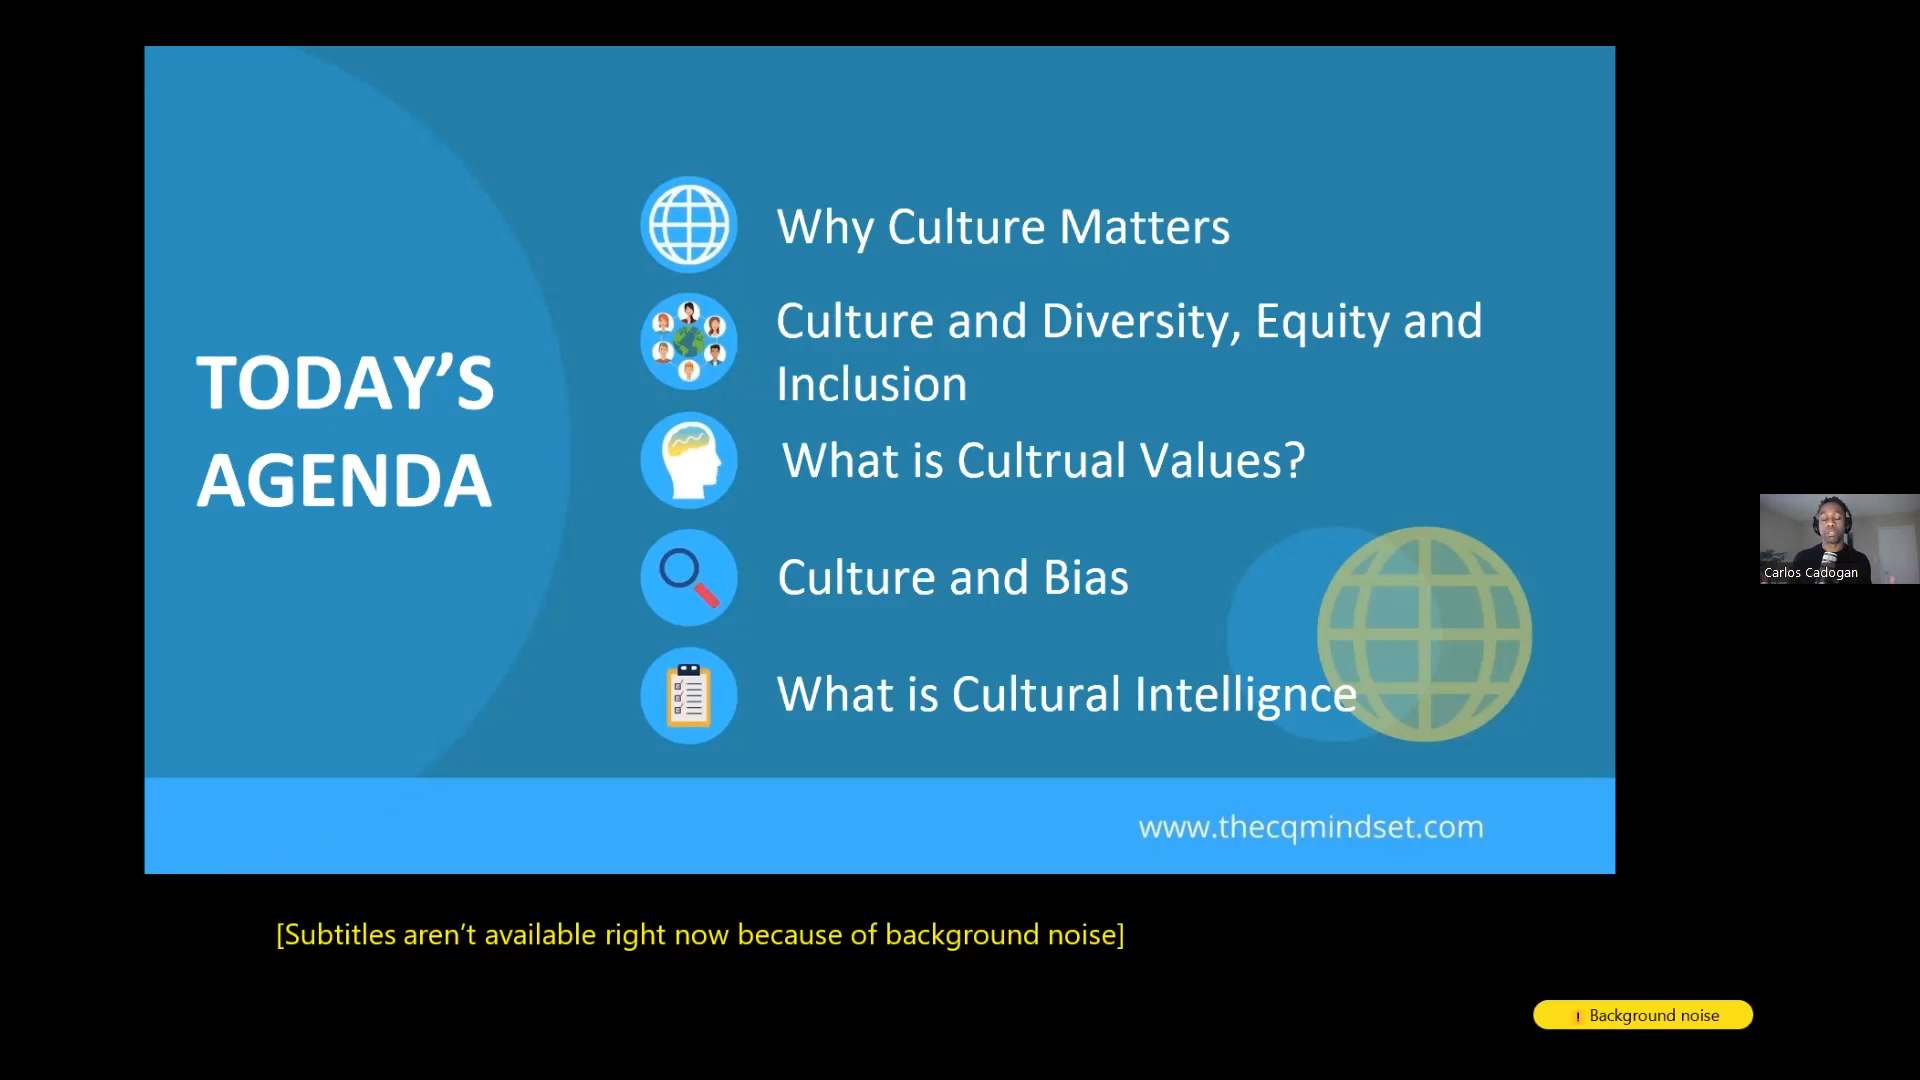 TODAY’S
AGENDA
Why Culture Matters
Culture and Diversity, Equity and
Inclusion
What is Cultrual Values?
Culture and Bias
What is Cultural Intellignce
www.thecqmindset.com
Carlos Cadogan
[Subtitles aren’t available right now because of background noise]
! Background noise